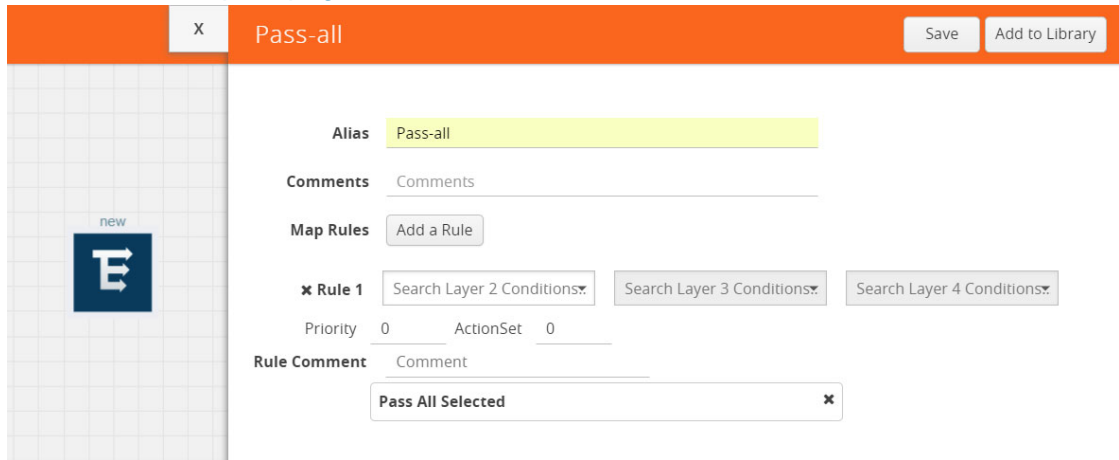 X Pass-all Save Add to Library
Alias Pass-all
Comments Comments
new
Map Rules Add a Rule
✖ Rule 1 Search Layer 2 Conditions... Search Layer 3 Conditions... Search Layer 4 Conditions...
Priority 0 ActionSet 0
Rule Comment Comment
Pass All Selected ✖